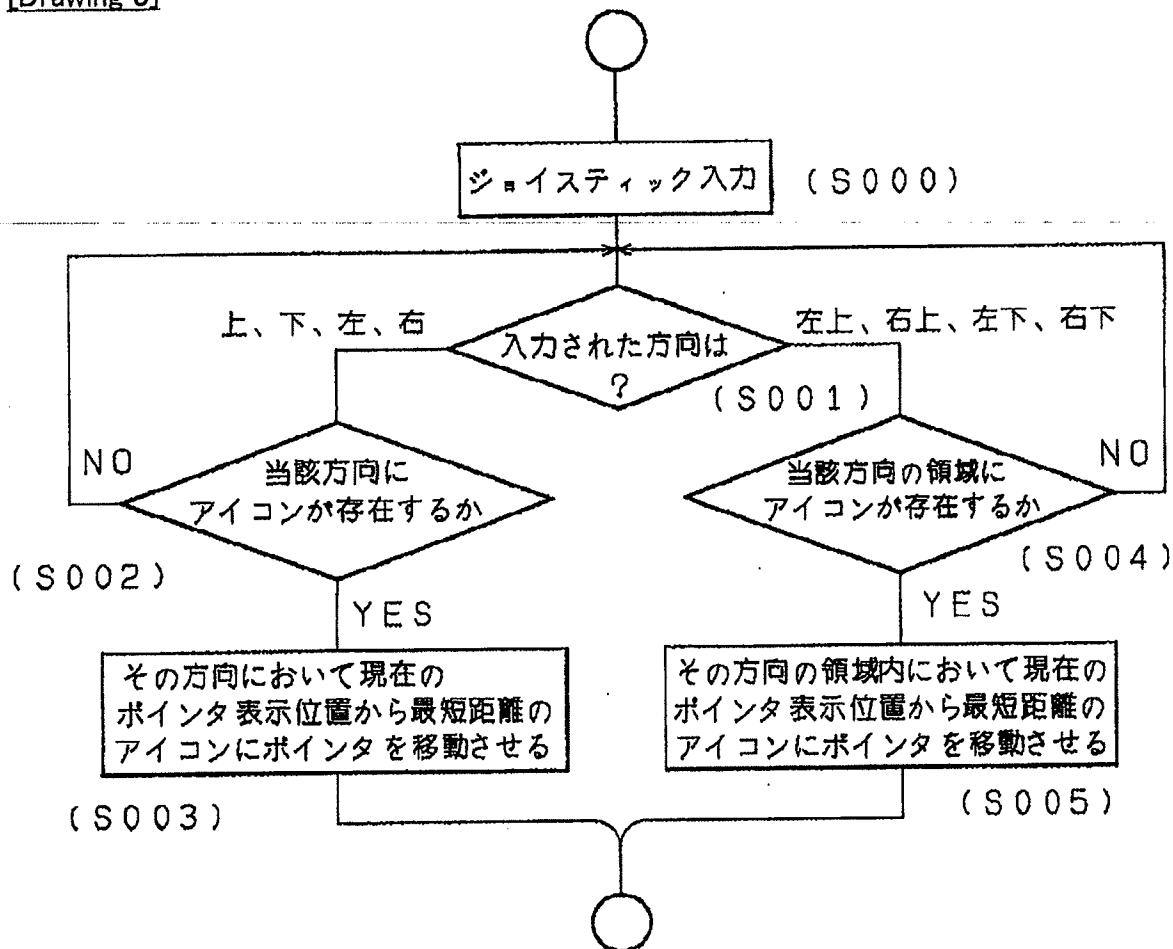 [Drawing 3]
ジョイスティック入力
(S000)
上、下、左、右
入力された方向は
?
左上、右上、左下、右下
(S001)
NO
当該方向に
アイコンが存在するか
(S002)
YES
当該方向の領域に
アイコンが存在するか
NO
(S004)
YES
その方向において現在の
ポインタ表示位置から最短距離の
アイコンにポインタを移動させる
(S003)
その方向の領域内において現在の
ポインタ表示位置から最短距離の
アイコンにポインタを移動させる
(S005)